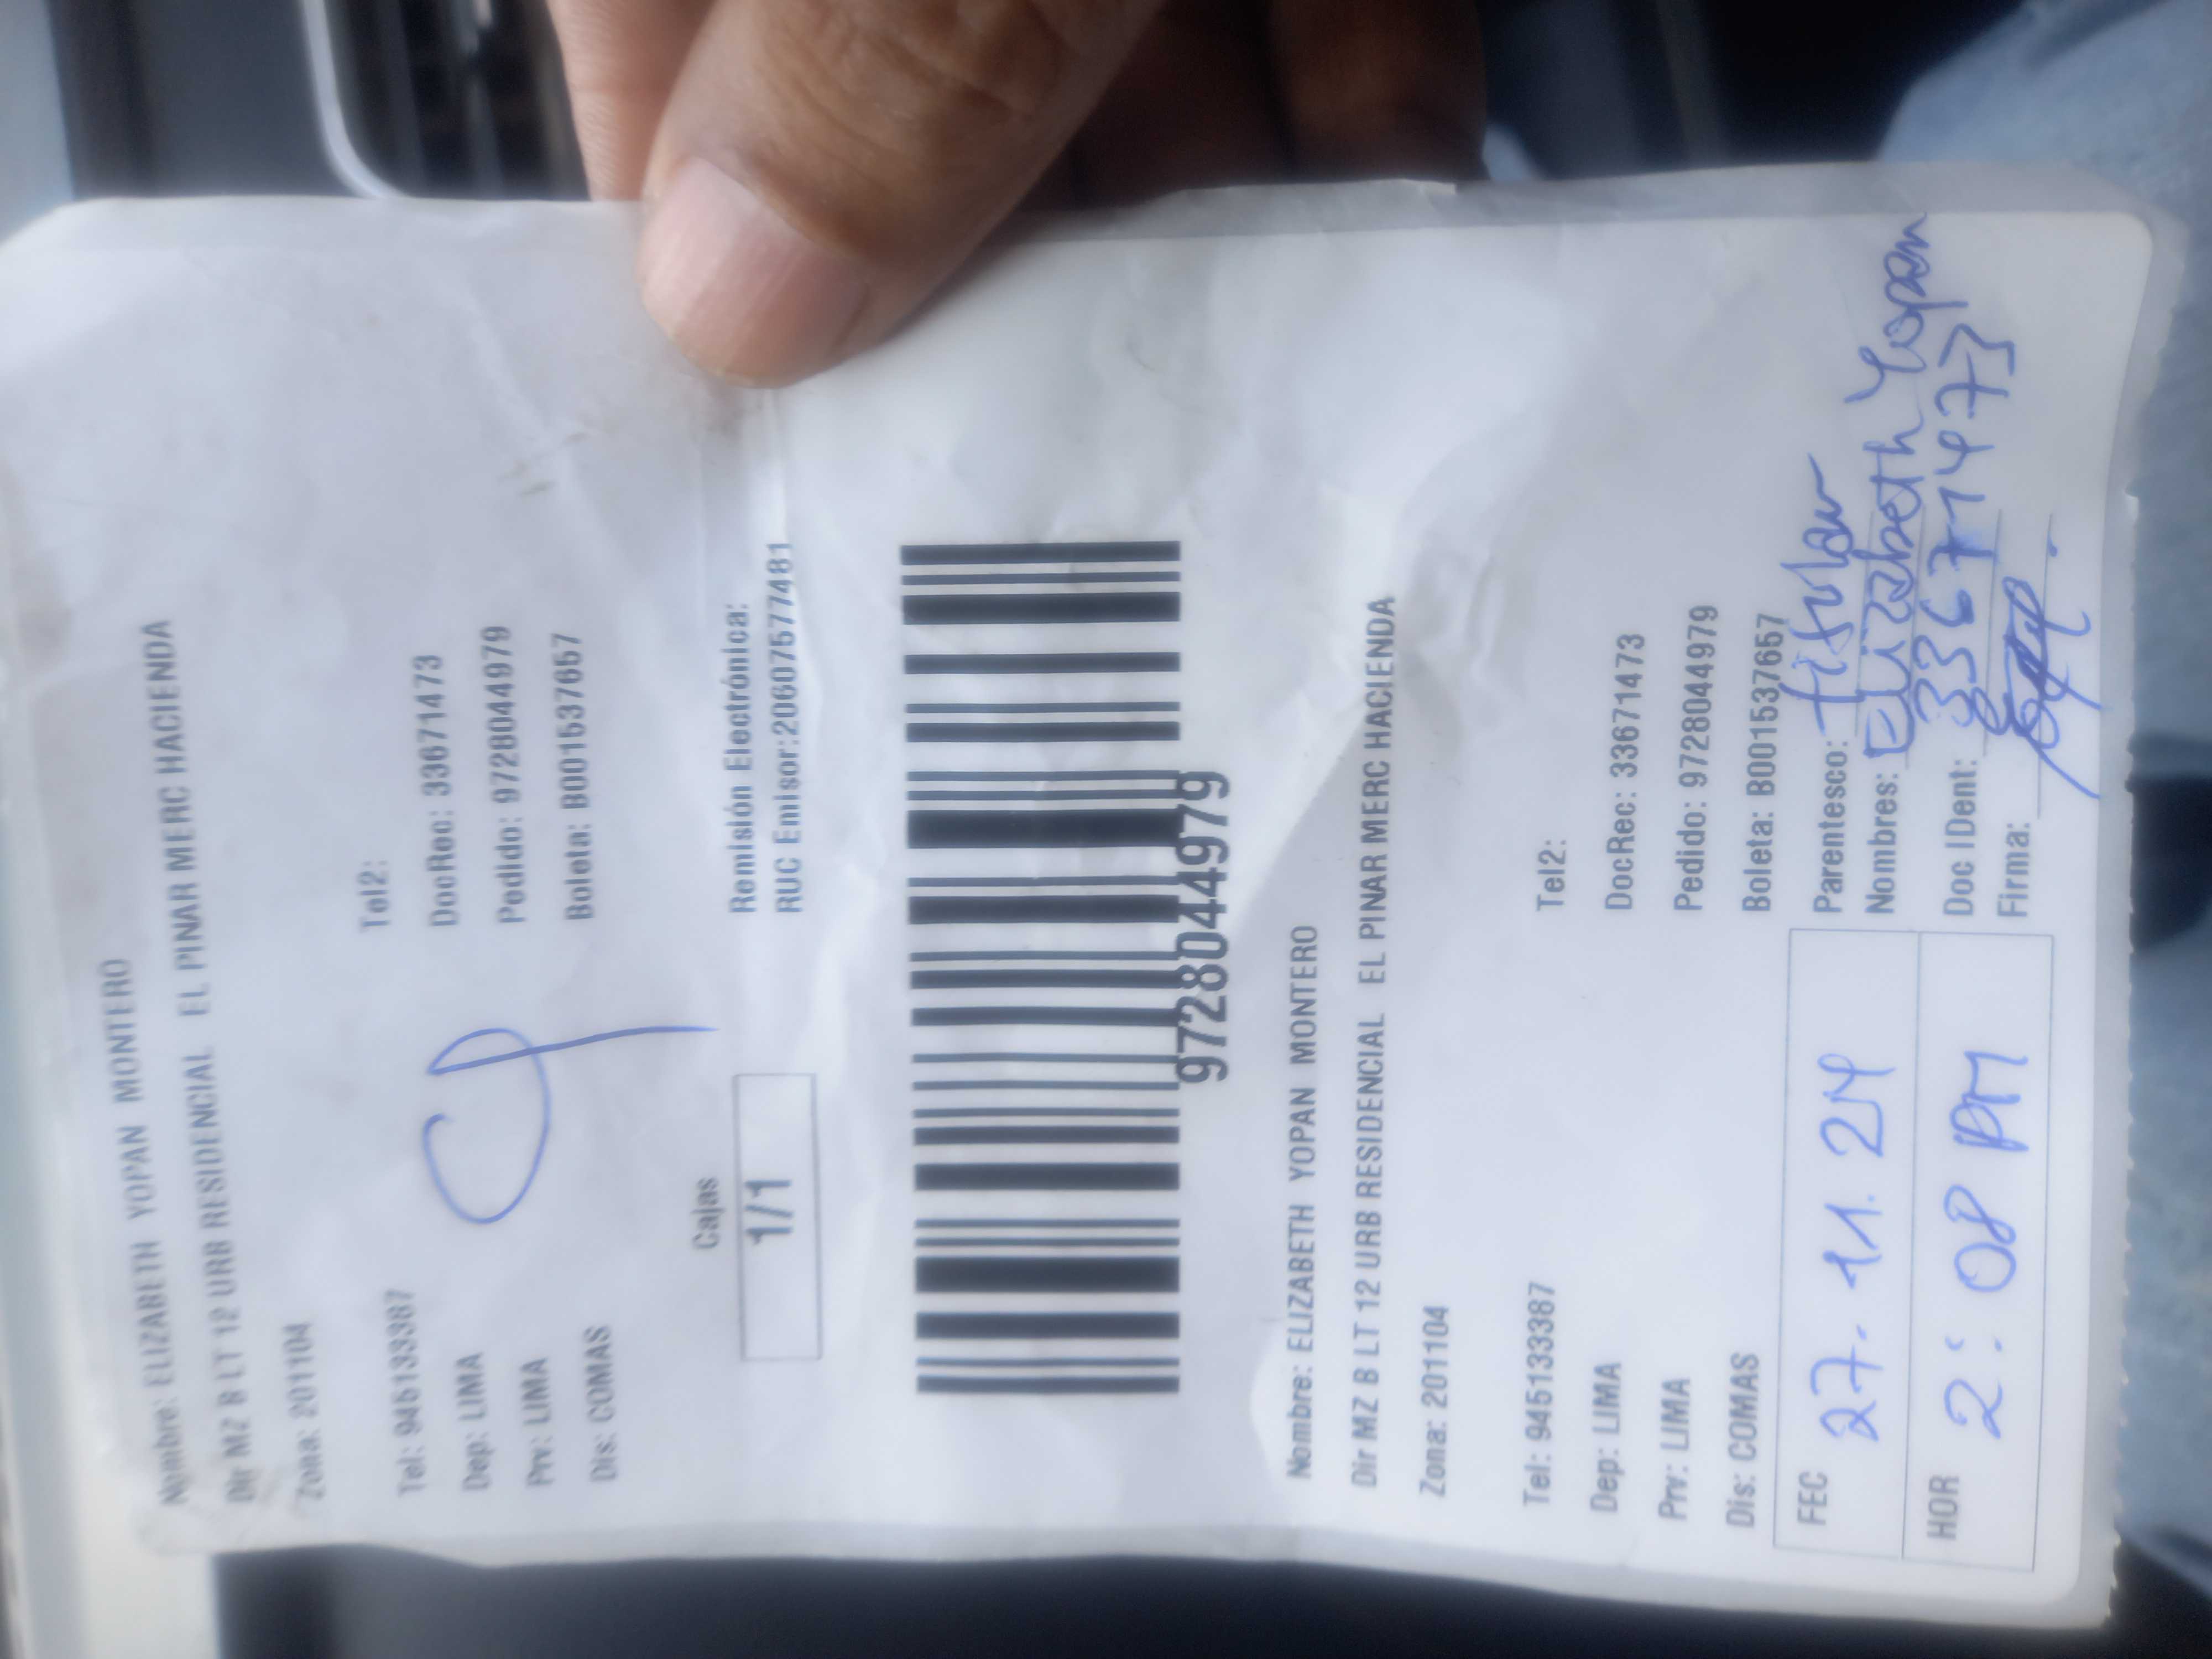 Nombre: ELIZABETH YOPAN MONTERO
Dir MZ B LT 12 URB RESIDENCIAL EL PINAR MERC HACIENDA
Zona: 201104
Tel: 945133387 Tel2:
Dep: LIMA DocRec: 33671473
Prv: LIMA Pedido: 9728044979
Dis: COMAS Boleta: B001537657
Cajas Remisión Electrónica:
1/1 RUC Emisor:20607577481
9728044979
Nombre: ELIZABETH YOPAN MONTERO
Dir MZ B LT 12 URB RESIDENCIAL EL PINAR MERC HACIENDA
Zona: 201104
Tel: 945133387 Tel2:
Dep: LIMA DocRec: 33671473
Prv: LIMA Pedido: 9728044979
Dis: COMAS Boleta: B001537657
FEC 27.11.24 Parentesco: titular
Nombres: Elizabeth Yopan
HOR 2:08 PM Doc IDent: 33671473
Firma: